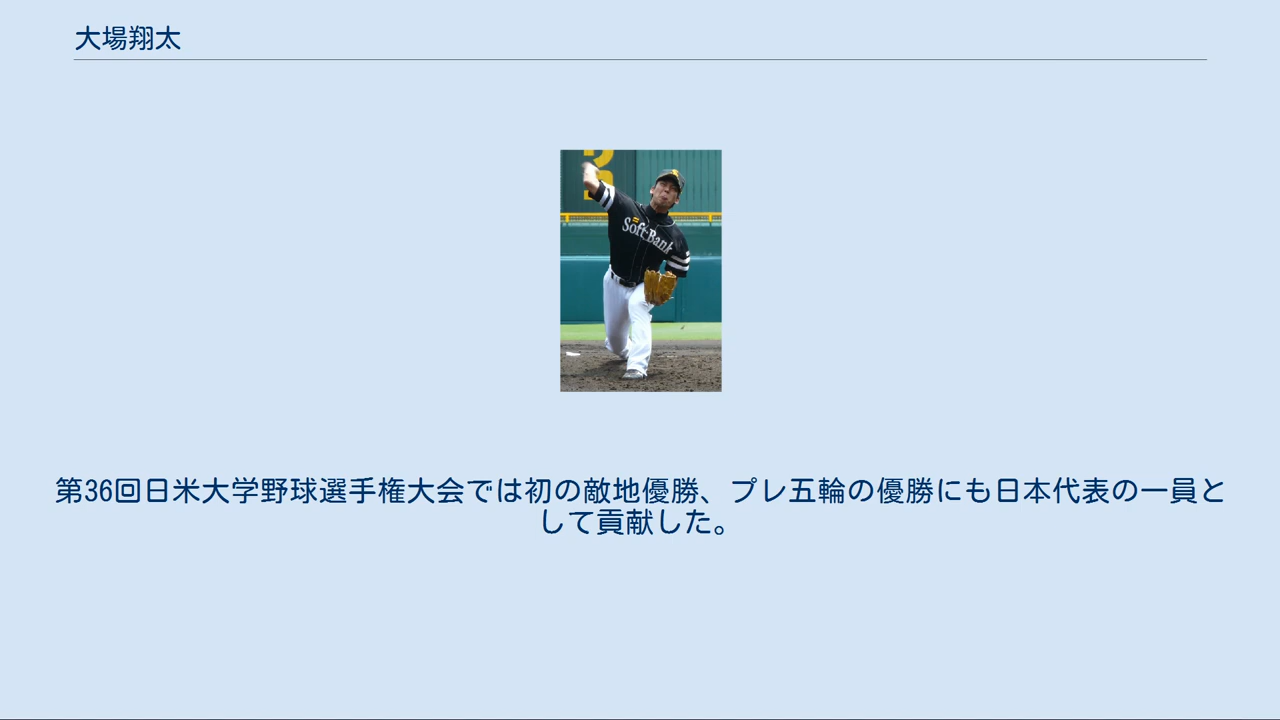 大場翔太
SoftBank
第36回日米大学野球選手権大会では初の敵地優勝、プレ五輪の優勝にも日本代表の一員と
して貢献した。